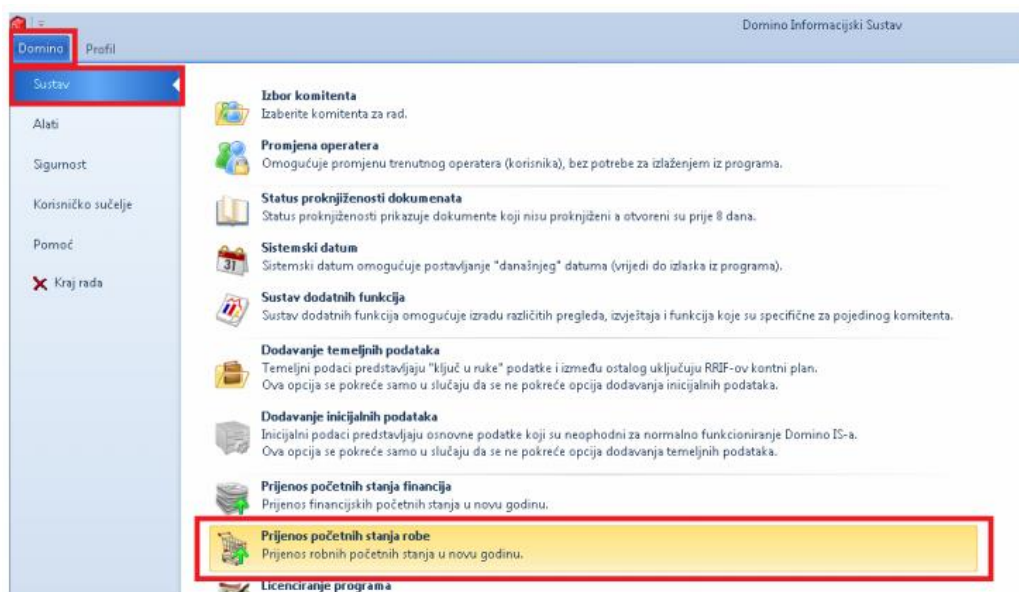 Domino Informacijski Sustav
Domino Profil
Sustav
Alati
Sigurnost
Korisničko sučelje
Pomoć
Kraj rada
Izbor komitenta
Izaberite komitenta za rad.
Promjena operatera
Omogućuje promjenu trenutnog operatera (korisnika), bez potrebe za izlaženjem iz programa.
Status proknjiženosti dokumenata
Status proknjiženosti prikazuje dokumente koji nisu proknjiženi a otvoreni su prije 8 dana.
Sistemski datum
31
Sistemski datum omogućuje postavljanje "današnjeg" datuma (vrijedi do izlaska iz programa).
Sustav dodatnih funkcija
Sustav dodatnih funkcija omogućuje izradu različitih pregleda, izvještaja i funkcija koje su specifične za pojedinog komitenta.
Dodavanje temeljnih podataka
Temeljni podaci predstavljaju "ključ u ruke" podatke i između ostalog uključuju RRIF-ov kontni plan.
Ova opcija se pokreće samo u slučaju da se ne pokreće opcija dodavanja inicijalnih podataka.
Dodavanje inicijalnih podataka
Inicijalni podaci predstavljaju osnovne podatke koji su neophodni za normalno funkcioniranje Domino IS-a.
Ova opcija se pokreće samo u slučaju da se ne pokreće opcija dodavanja temeljnih podataka.
Prijenos početnih stanja financija
Prijenos financijskih početnih stanja u novu godinu.
Prijenos početnih stanja robe
Prijenos robnih početnih stanja u novu godinu.
Licenciranje programa